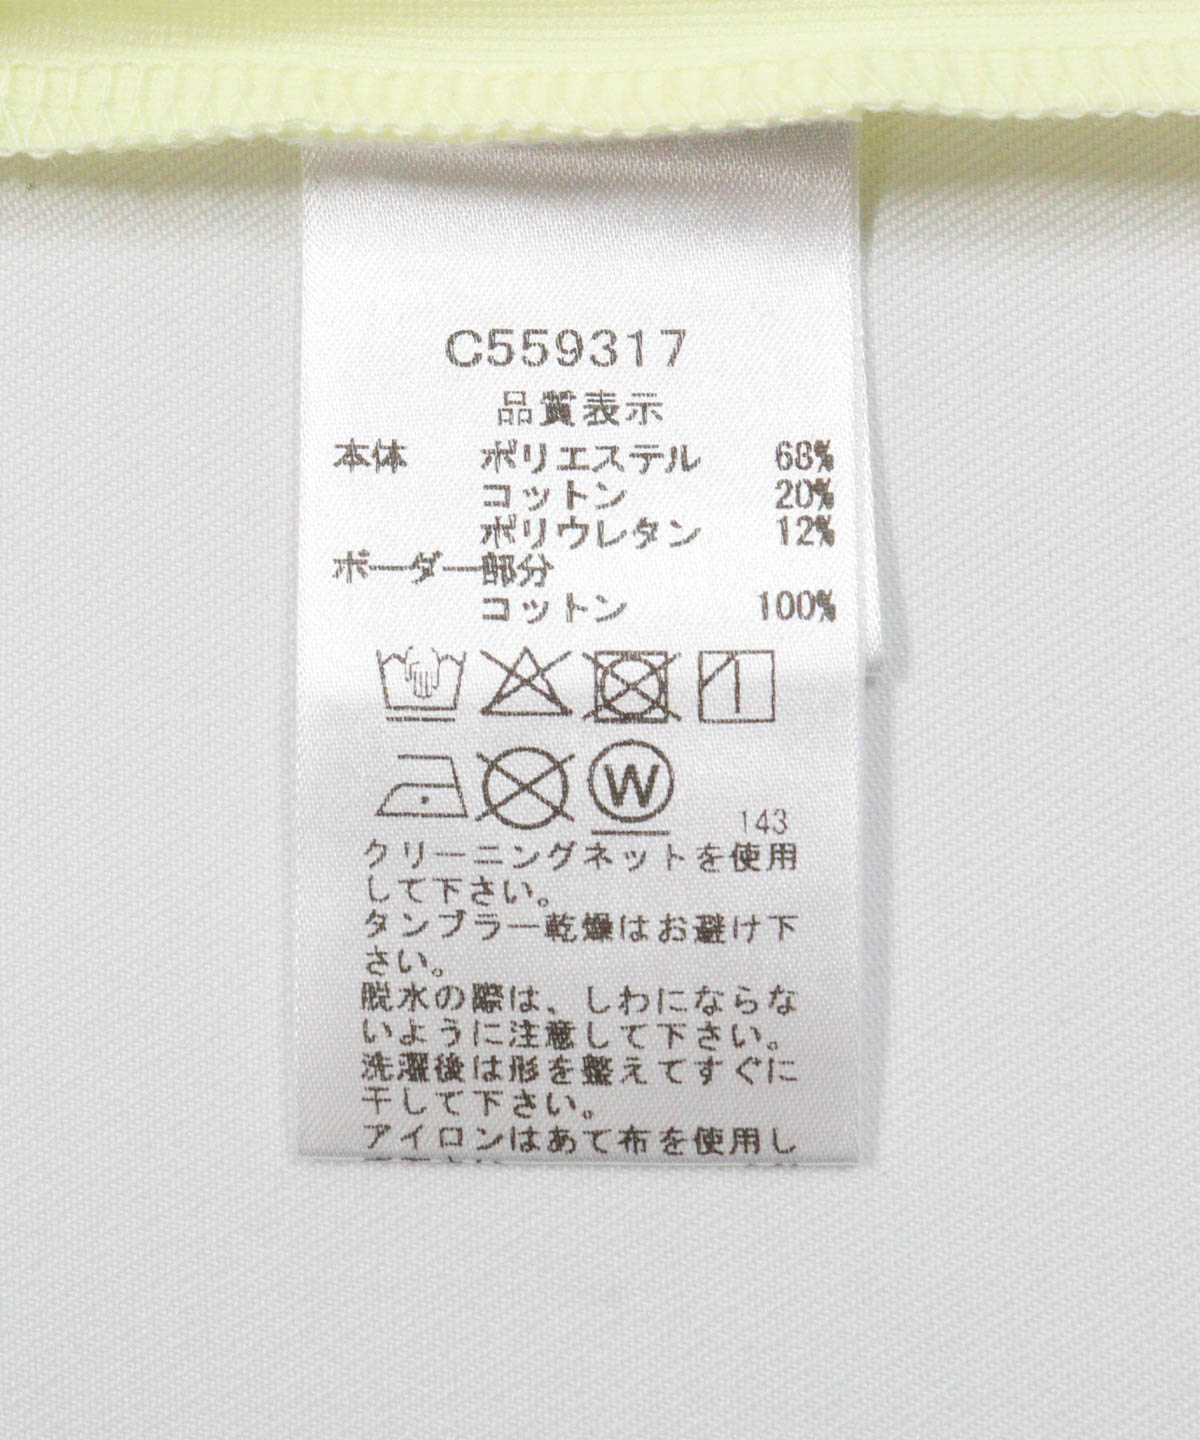 C559317
品質表示
本体 ポリエステル 68%
コットン 20%
ポリウレタン 12%
ボーダー部分
コットン 100%
W
143
クリーニングネットを使用
して下さい。
タンブラー乾燥はお避け下
さい。
脱水の際は、しわにならな
いように注意して下さい。
洗濯後は形を整えてすぐに
干して下さい。
アイロンはあて布を使用し